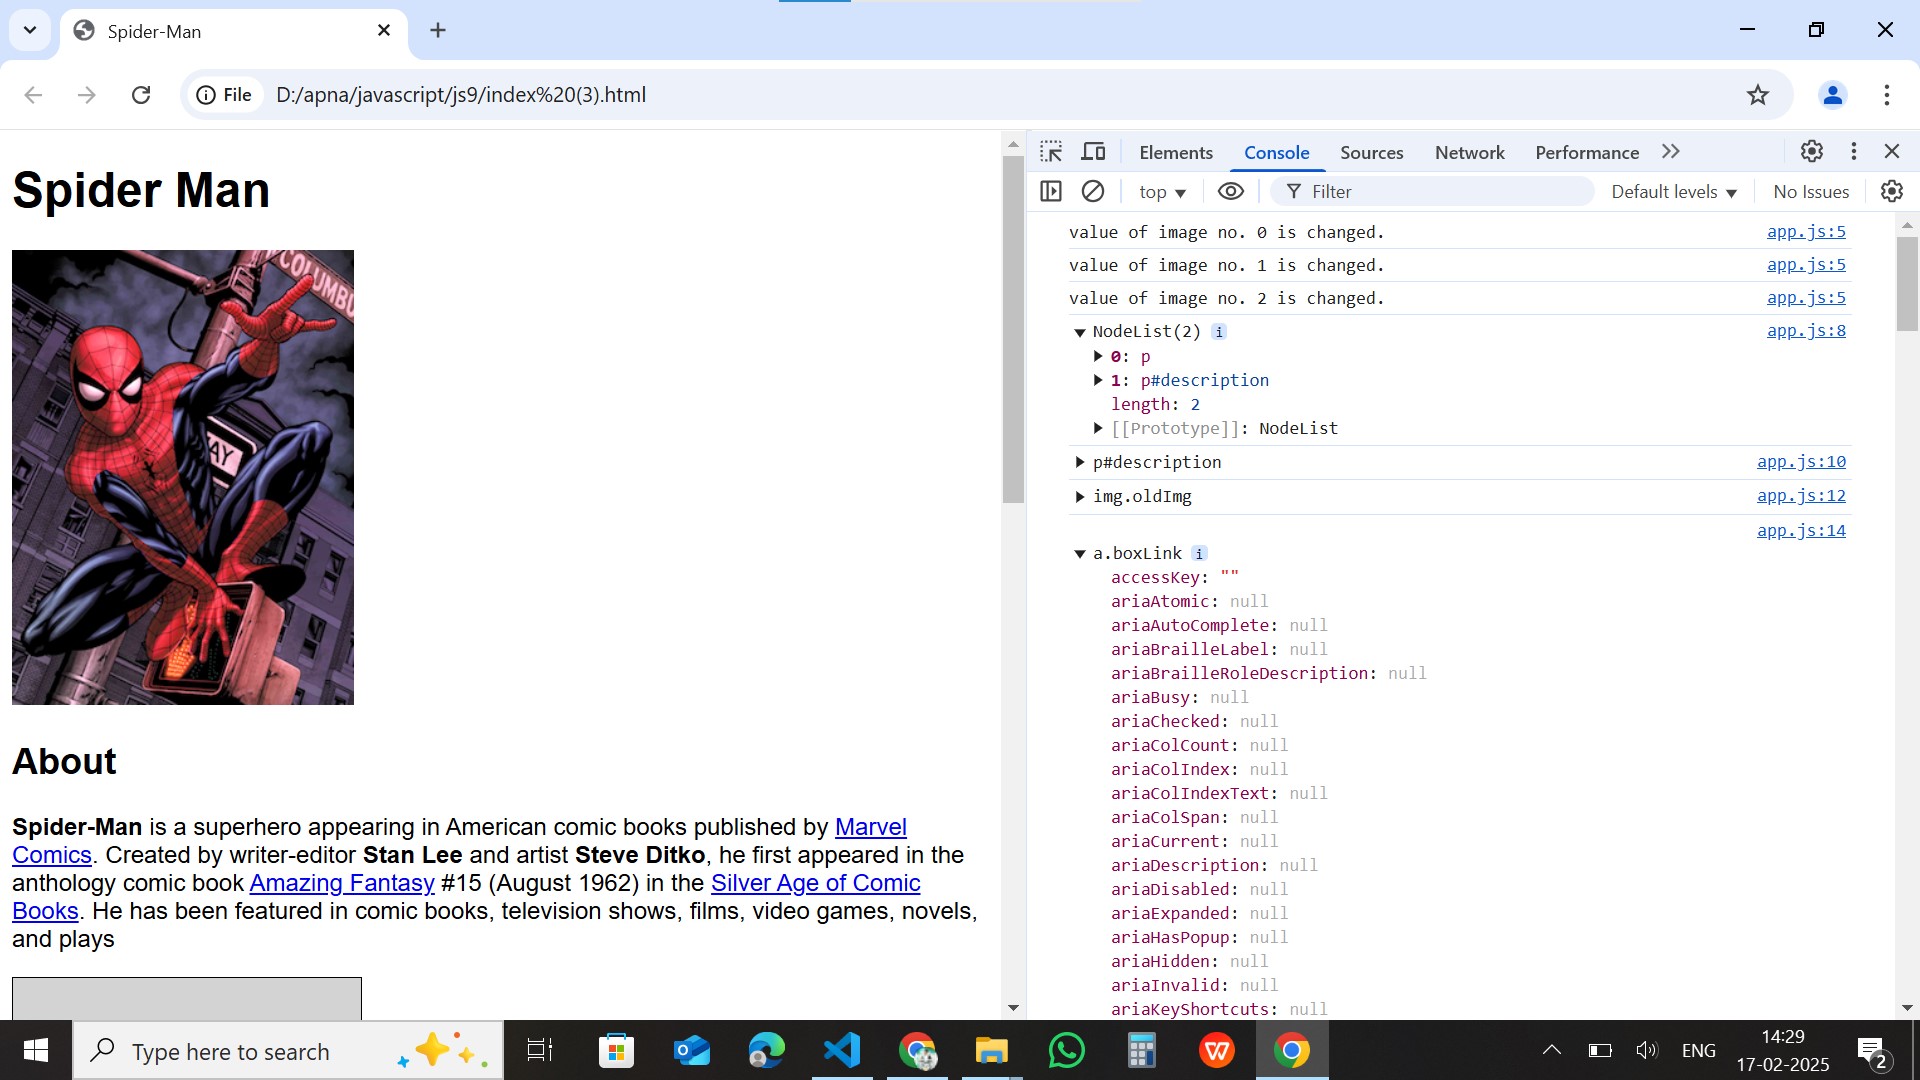 Spider-Man
File D:/apna/javascript/js9/index%20(3).html
Spider Man
COLUMBU
AY
About
Spider-Man is a superhero appearing in American comic books published by Marvel
Comics. Created by writer-editor Stan Lee and artist Steve Ditko, he first appeared in the
anthology comic book Amazing Fantasy #15 (August 1962) in the Silver Age of Comic
Books. He has been featured in comic books, television shows, films, video games, novels,
and plays
Elements Console Sources Network Performance
top Filter Default levels No Issues
value of image no. 0 is changed. app.js:5
value of image no. 1 is changed. app.js:5
value of image no. 2 is changed. app.js:5
NodeList(2) i app.js:8
0: p
1: p#description
length: 2
[[Prototype]]: NodeList
p#description app.js:10
img.oldImg app.js:12
app.js:14
a.boxLink i
accessKey: ""
ariaAtomic: null
ariaAutoComplete: null
ariaBrailleLabel: null
ariaBrailleRoleDescription: null
ariaBusy: null
ariaChecked: null
ariaColCount: null
ariaColIndex: null
ariaColIndexText: null
ariaColSpan: null
ariaCurrent: null
ariaDescription: null
ariaDisabled: null
ariaExpanded: null
ariaHasPopup: null
ariaHidden: null
ariaInvalid: null
ariaKeyShortcuts: null
Type here to search
ENG
14:29
17-02-2025
2